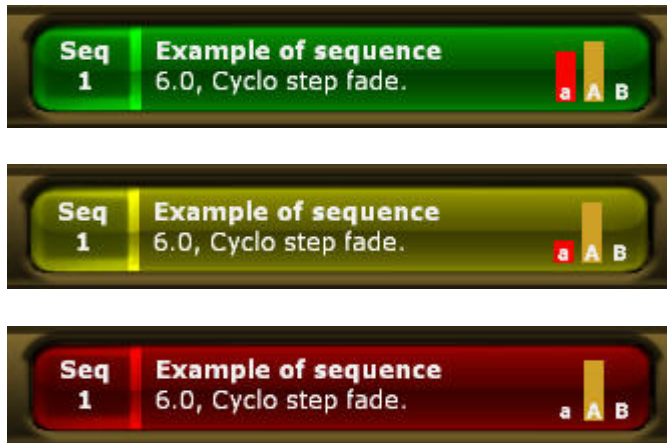 Seq
1
Example of sequence
6.0, Cyclo step fade.
a A B
Seq
1
Example of sequence
6.0, Cyclo step fade.
a A B
Seq
1
Example of sequence
6.0, Cyclo step fade.
a A B